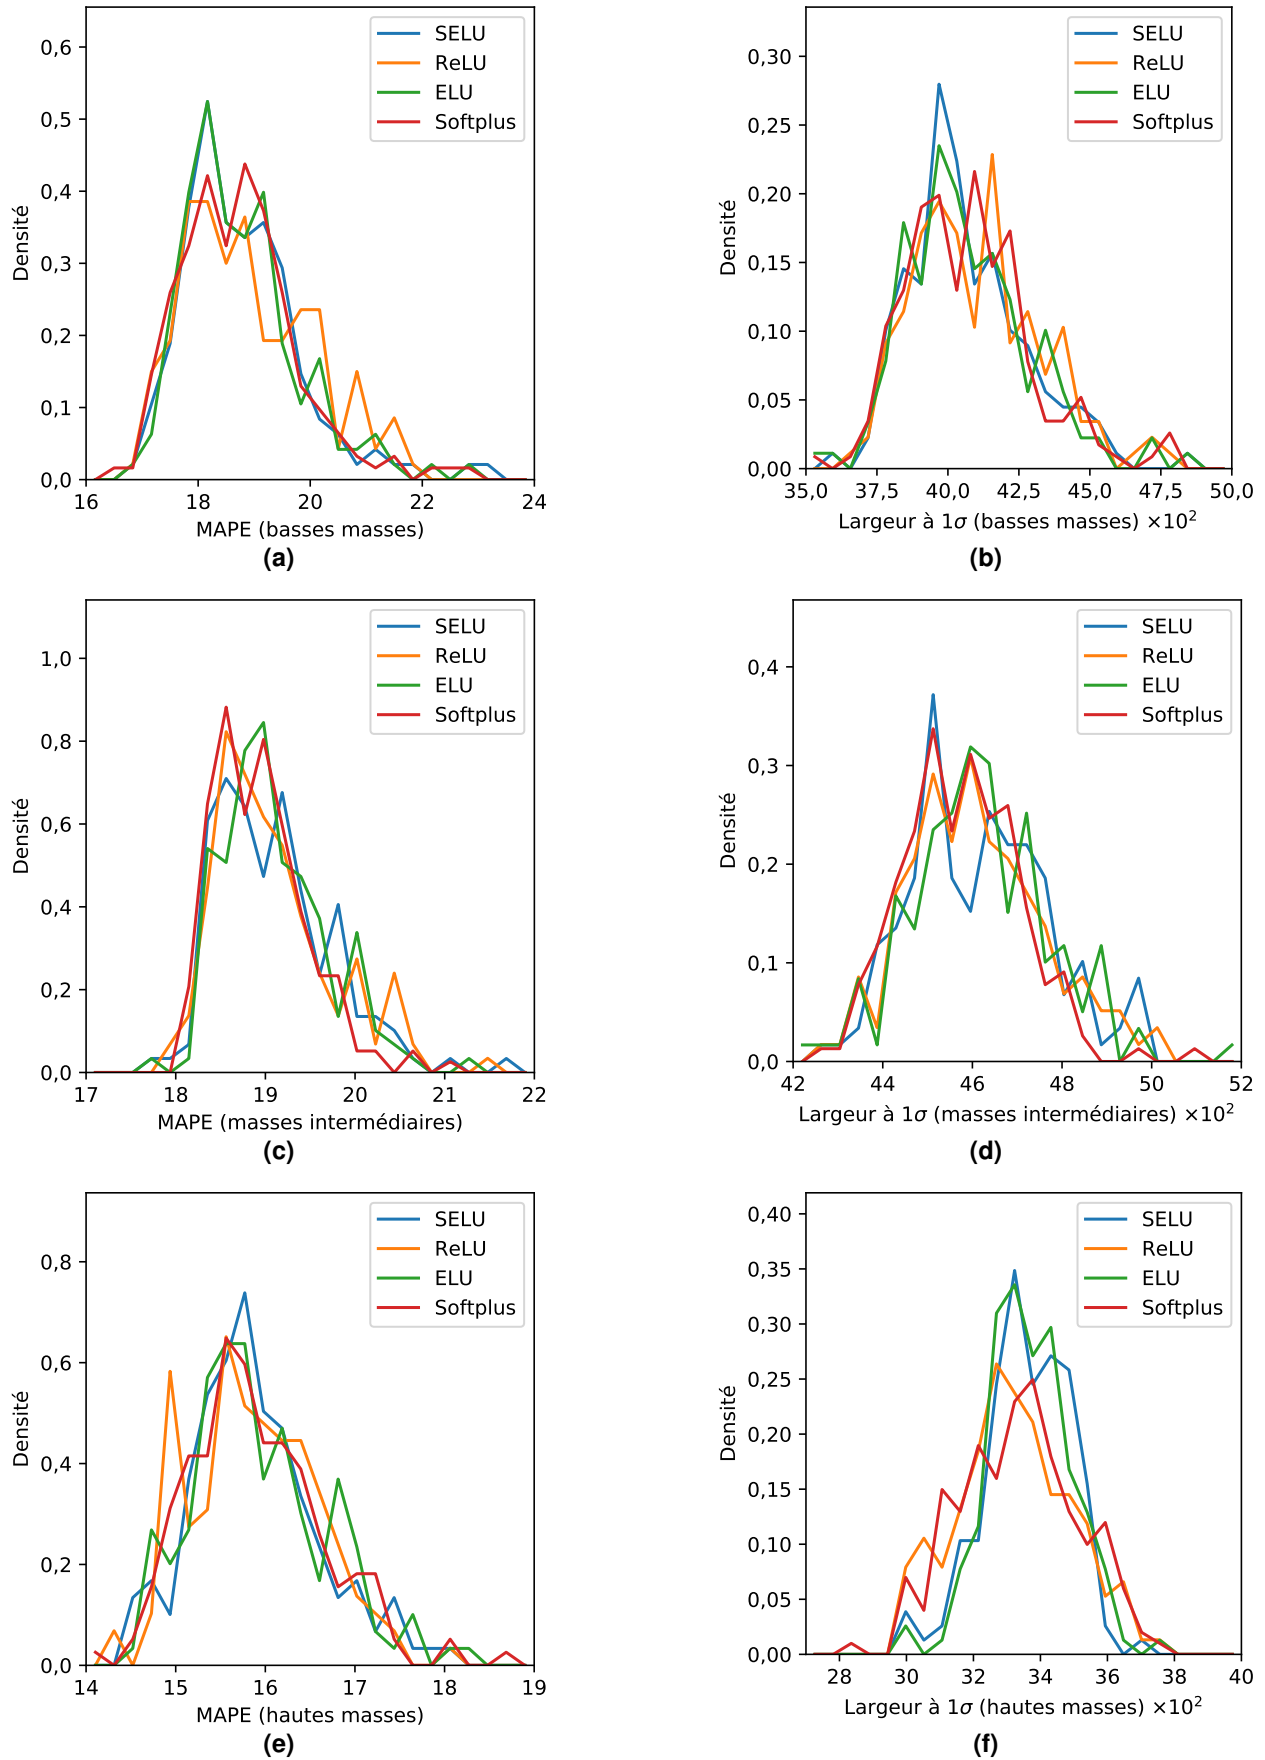 SELU
ReLU
ELU
Softplus
0,6
0,5
0,4
0,3
0,2
0,1
0,0
Densité
16 18 20 22 24
MAPE (basses masses)
(a)
SELU
ReLU
ELU
Softplus
0,30
0,25
0,20
0,15
0,10
0,05
0,00
Densité
35,0 37,5 40,0 42,5 45,0 47,5 50,0
Largeur à 1σ (basses masses) ×10²
(b)
SELU
ReLU
ELU
Softplus
1,0
0,8
0,6
0,4
0,2
0,0
Densité
17 18 19 20 21 22
MAPE (masses intermédiaires)
(c)
SELU
ReLU
ELU
Softplus
0,4
0,3
0,2
0,1
0,0
Densité
42 44 46 48 50 52
Largeur à 1σ (masses intermédiaires) ×10²
(d)
SELU
ReLU
ELU
Softplus
0,8
0,6
0,4
0,2
0,0
Densité
14 15 16 17 18 19
MAPE (hautes masses)
(e)
SELU
ReLU
ELU
Softplus
0,40
0,35
0,30
0,25
0,20
0,15
0,10
0,05
0,00
Densité
28 30 32 34 36 38 40
Largeur à 1σ (hautes masses) ×10²
(f)